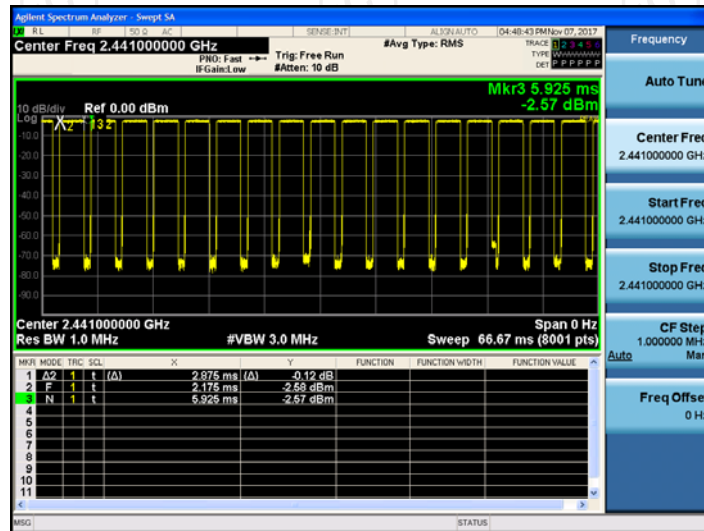 Agilent Spectrum Analyzer - Swept SA
RL RF 50 Ω AC SENSE:INT ALIGN AUTO 04:48:43 PM Nov 07, 2017
Center Freq 2.441000000 GHz #Avg Type: RMS TRACE 1 2 3 4 5 6
PNO: Fast Trig: Free Run TYPE WWWWWW
IFGain:Low #Atten: 10 dB DET P P P P P P
Mkr3 5.925 ms
10 dB/div Ref 0.00 dBm -2.57 dBm
Log
-10.0
-20.0
-30.0
-40.0
-50.0
-60.0
-70.0
-80.0
-90.0
X2 1 3 2
Center 2.441000000 GHz Span 0 Hz
Res BW 1.0 MHz #VBW 3.0 MHz Sweep 66.67 ms (8001 pts)
MKR MODE TRC SCL X Y FUNCTION FUNCTION WIDTH FUNCTION VALUE
1 Δ2 1 t (Δ) 2.875 ms (Δ) -0.12 dB
2 F 1 t 2.175 ms -2.58 dBm
3 N 1 t 5.925 ms -2.57 dBm
4
5
6
7
8
9
10
11
MSG STATUS
Frequency
Auto Tune
Center Freq
2.441000000 GHz
Start Freq
2.441000000 GHz
Stop Freq
2.441000000 GHz
CF Step
1.000000 MHz
Auto Man
Freq Offset
0 Hz